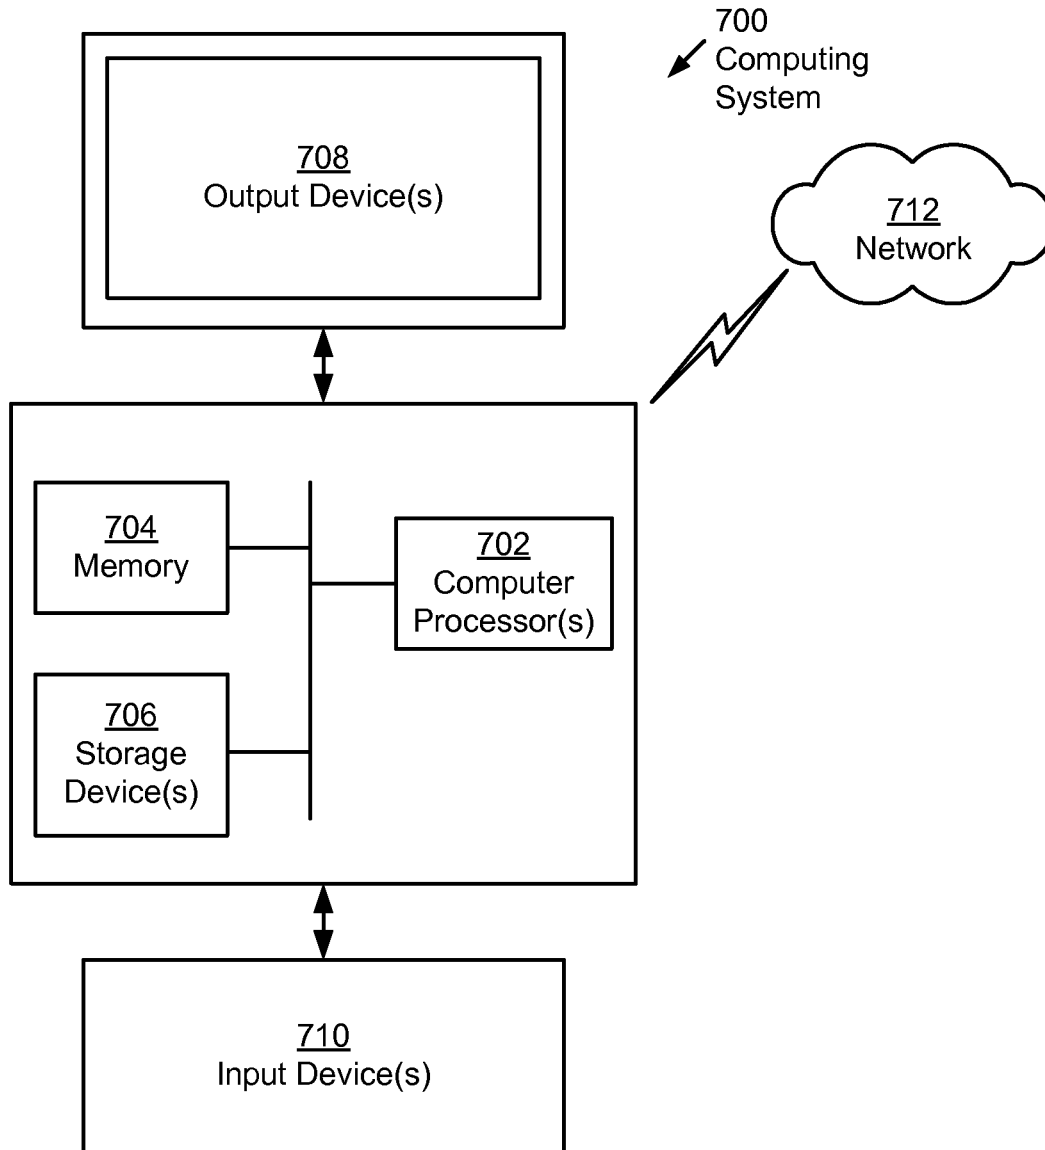 700
Computing
System
708
Output Device(s)
712
Network
704
Memory
702
Computer
Processor(s)
706
Storage
Device(s)
710
Input Device(s)